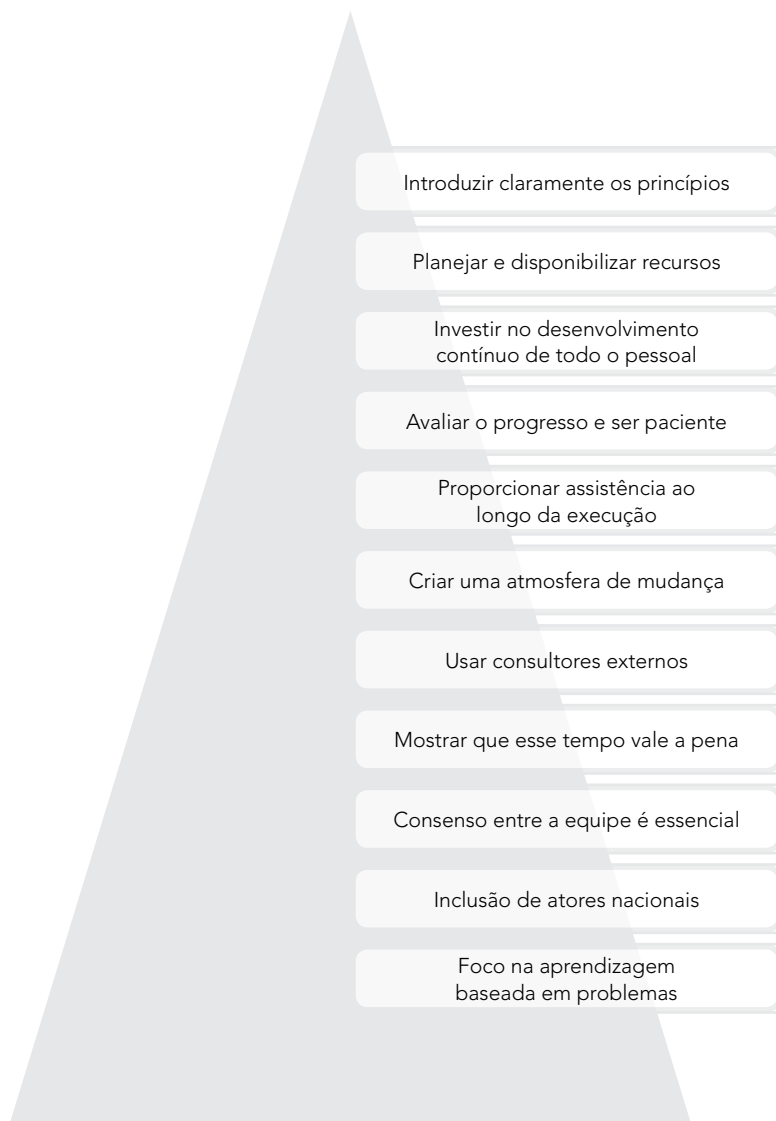 Introduzir claramente os princípios
Planejar e disponibilizar recursos
Investir no desenvolvimento
contínuo de todo o pessoal
Avaliar o progresso e ser paciente
Proporcionar assistência ao
longo da execução
Criar uma atmosfera de mudança
Usar consultores externos
Mostrar que esse tempo vale a pena
Consenso entre a equipe é essencial
Inclusão de atores nacionais
Foco na aprendizagem
baseada em problemas